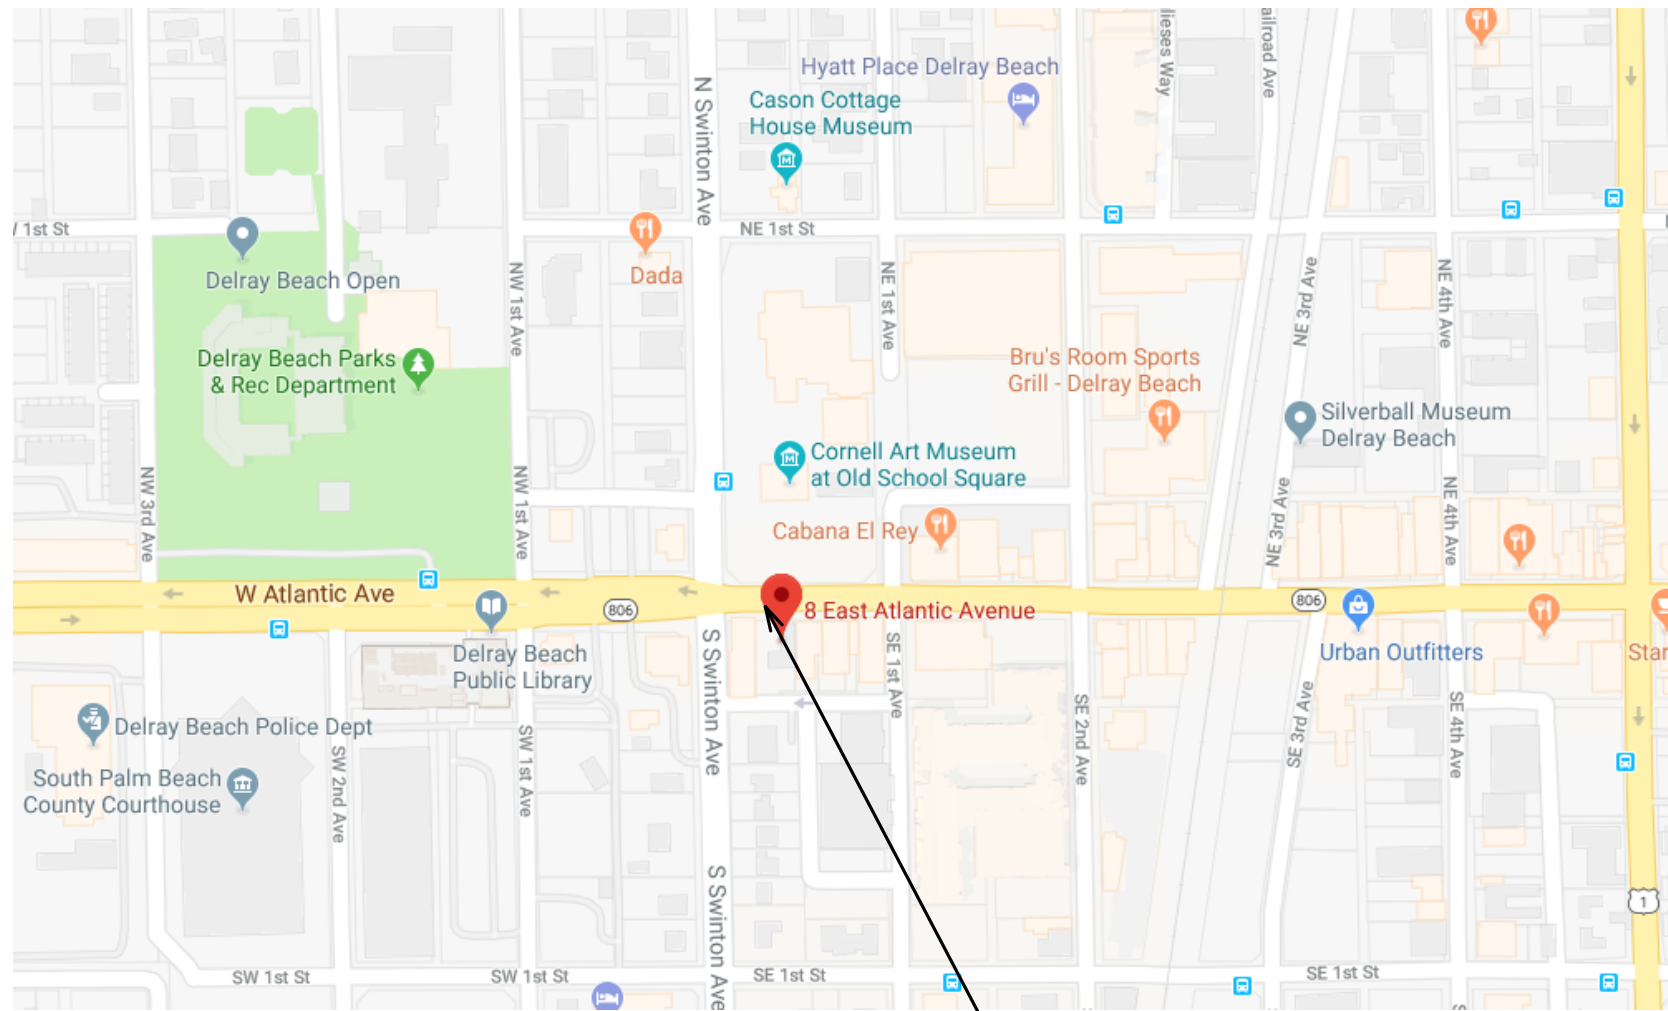 lieses Way
ailroad Ave
Hyatt Place Delray Beach
Cason Cottage
House Museum
N Swinton Ave
1st St
NE 1st St
Delray Beach Open
Dada
NW 1st Ave
NE 1st Ave
NE 3rd Ave
NE 4th Ave
Delray Beach Parks
& Rec Department
Bru's Room Sports
Grill - Delray Beach
Silverball Museum
Delray Beach
Cornell Art Museum
at Old School Square
NW 3rd Ave
NW 1st Ave
NE 3rd Ave
NE 4th Ave
Cabana El Rey
W Atlantic Ave
806
8 East Atlantic Avenue
806
Delray Beach
Public Library
S Swinton Ave
SE 1st Ave
Urban Outfitters
Star
Delray Beach Police Dept
South Palm Beach
County Courthouse
SW 2nd Ave
SW 1st Ave
SE 2nd Ave
SE 3rd Ave
SE 4th Ave
S Swinton Ave
1
SW 1st St
SW 1st St
SE 1st St
SE 1st St